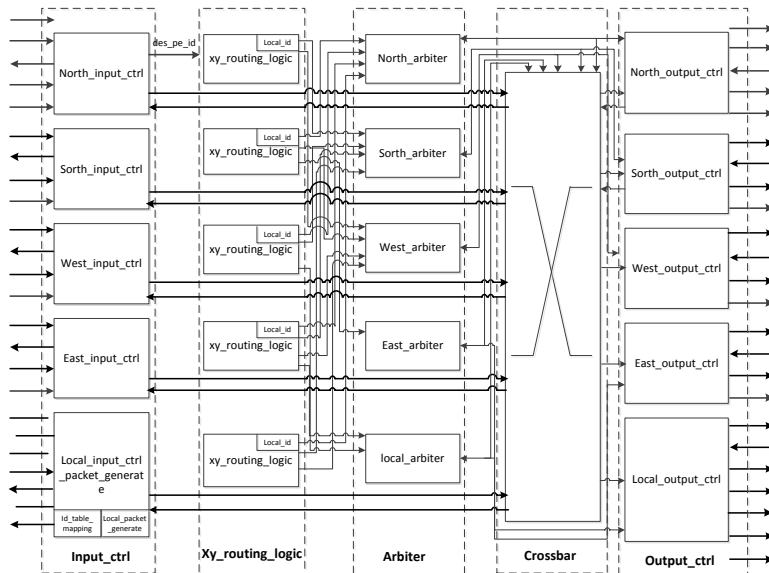 des_pe_id
North_input_ctrl
Local_id
xy_routing_logic
North_arbiter
North_output_ctrl
Sorth_input_ctrl
Local_id
xy_routing_logic
Sorth_arbiter
Sorth_output_ctrl
West_input_ctrl
Local_id
xy_routing_logic
West_arbiter
West_output_ctrl
East_input_ctrl
Local_id
xy_routing_logic
East_arbiter
East_output_ctrl
Local_input_ctrl
_packet_generat
e
Id_table_
mapping
Local_packet
_generate
Local_id
xy_routing_logic
local_arbiter
Local_output_ctrl
Input_ctrl
Xy_routing_logic
Arbiter
Crossbar
Output_ctrl